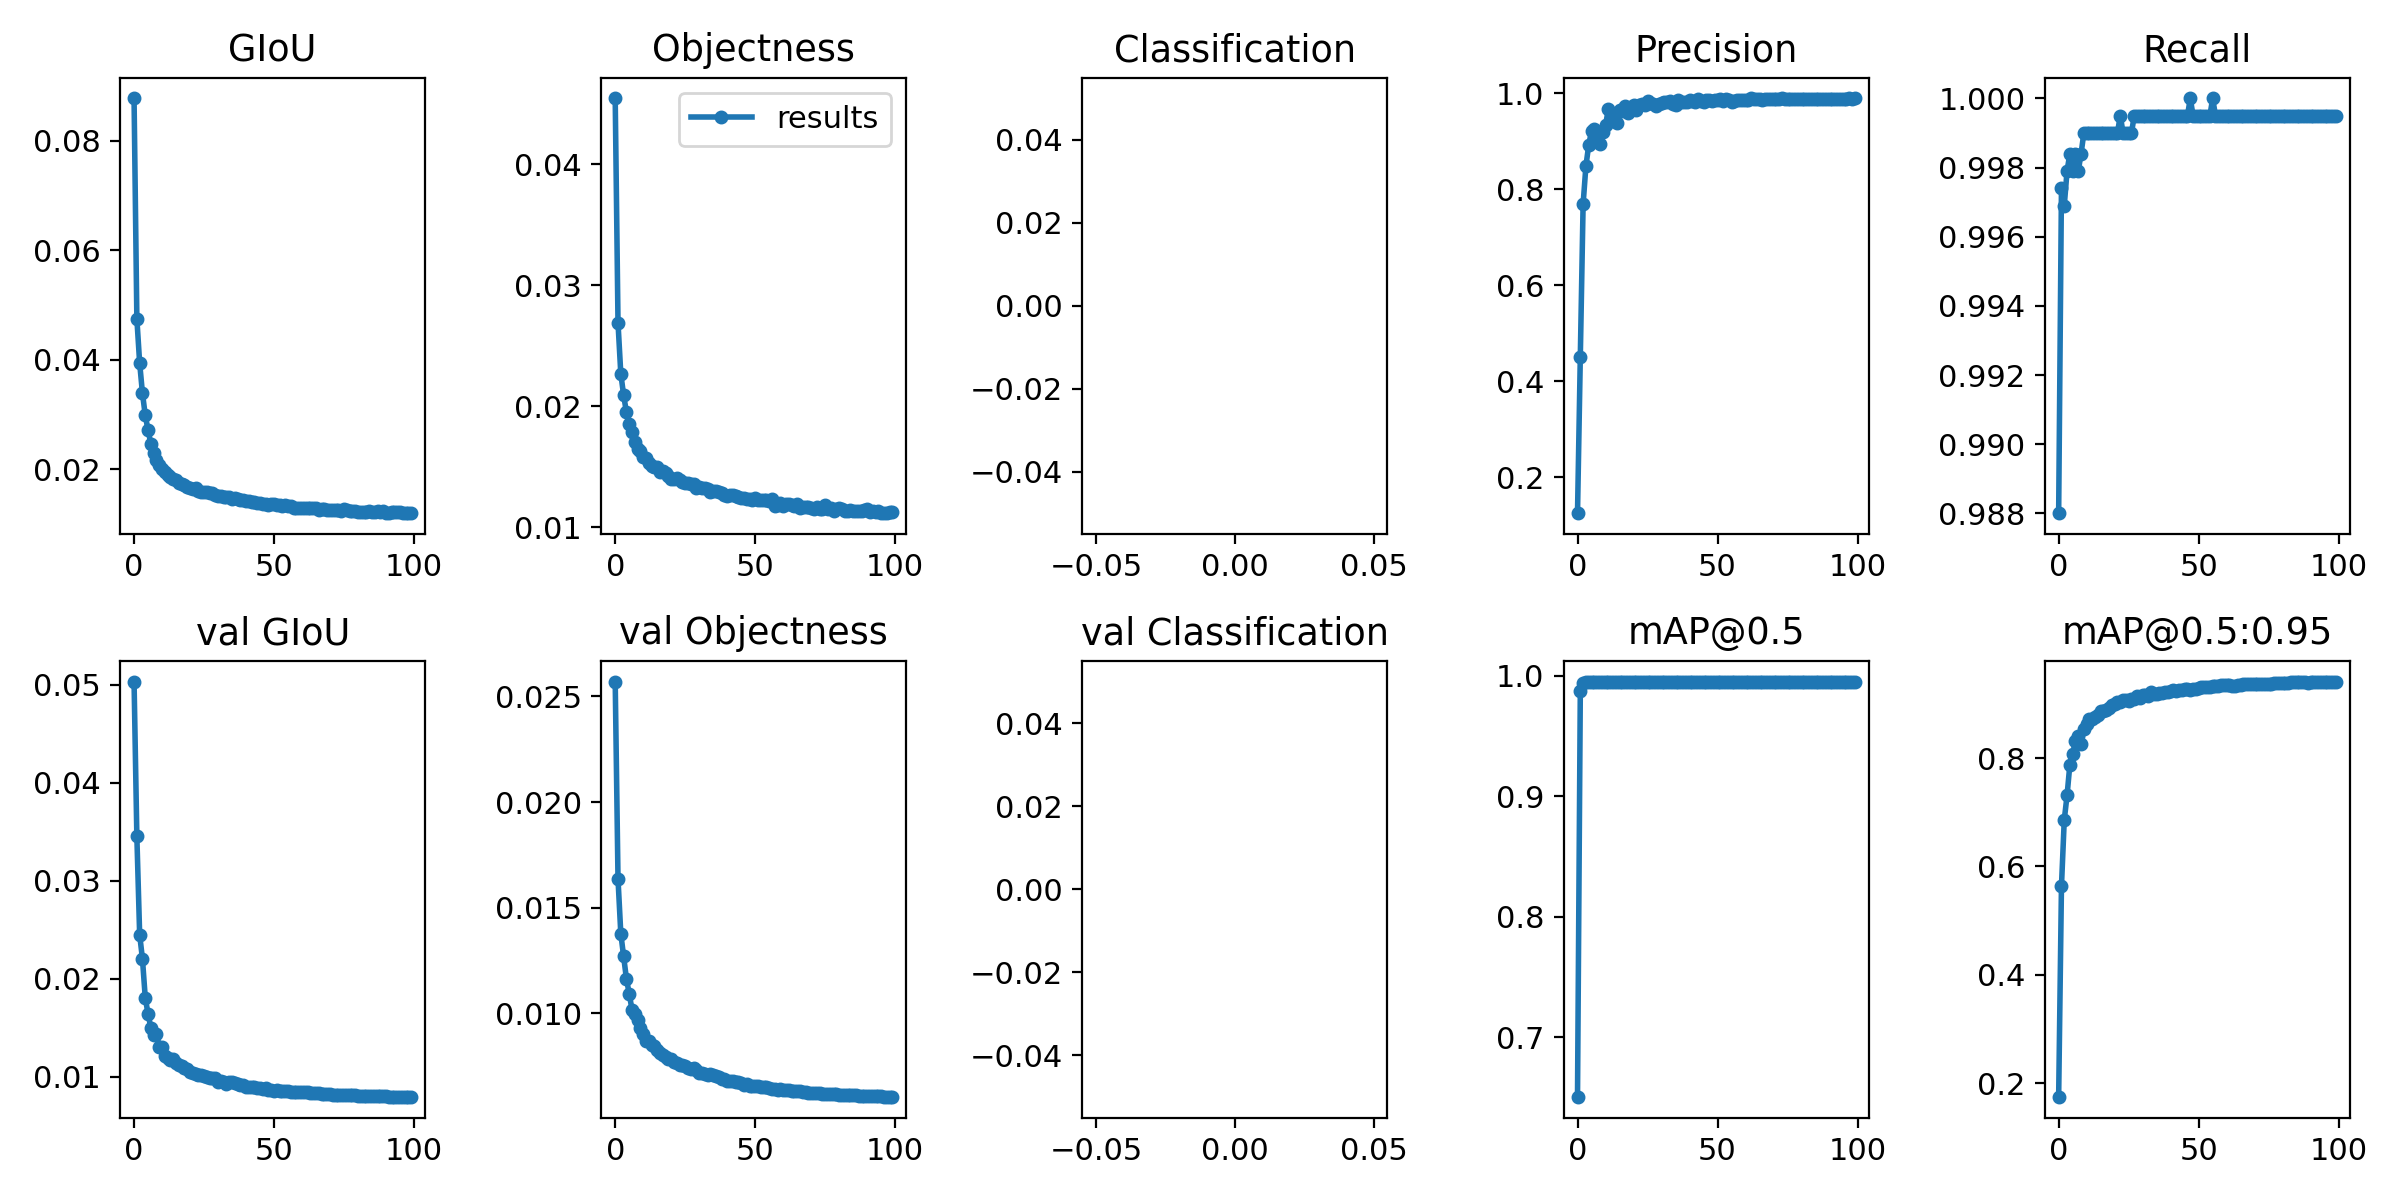 GIoU
Objectness
Classification
Precision
Recall
results
0.08
0.06
0.04
0.02
0 50 100
0.04
0.03
0.02
0.01
0 50 100
0.04
0.02
0.00
−0.02
−0.04
−0.05 0.00 0.05
1.0
0.8
0.6
0.4
0.2
0 50 100
1.000
0.998
0.996
0.994
0.992
0.990
0.988
0 50 100
val GIoU
val Objectness
val Classification
mAP@0.5
mAP@0.5:0.95
0.05
0.04
0.03
0.02
0.01
0 50 100
0.025
0.020
0.015
0.010
0 50 100
0.04
0.02
0.00
−0.02
−0.04
−0.05 0.00 0.05
1.0
0.9
0.8
0.7
0 50 100
0.8
0.6
0.4
0.2
0 50 100